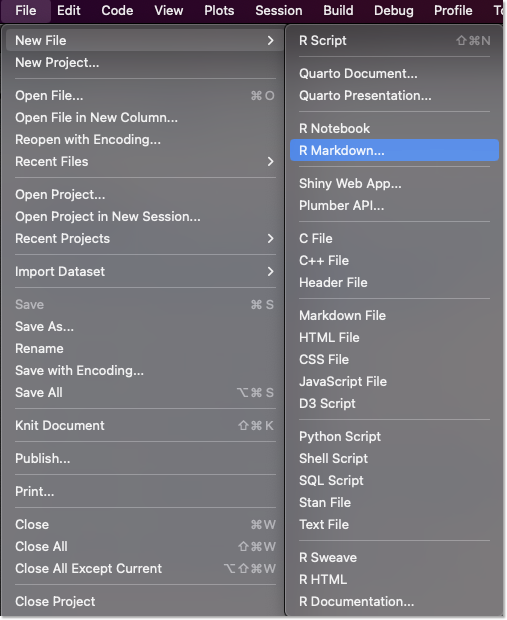 File Edit Code View Plots Session Build Debug Profile
New File
New Project...
Open File... ⌘O
Open File in New Column...
Reopen with Encoding...
Recent Files
Open Project...
Open Project in New Session...
Recent Projects
Import Dataset
Save ⌘S
Save As...
Rename
Save with Encoding...
Save All ⌥⌘S
Knit Document ⇧⌘K
Publish...
Print...
Close ⌘W
Close All ⇧⌘W
Close All Except Current ⌥⇧⌘W
Close Project
R Script ⇧⌘N
Quarto Document...
Quarto Presentation...
R Notebook
R Markdown...
Shiny Web App...
Plumber API...
C File
C++ File
Header File
Markdown File
HTML File
CSS File
JavaScript File
D3 Script
Python Script
Shell Script
SQL Script
Stan File
Text File
R Sweave
R HTML
R Documentation...